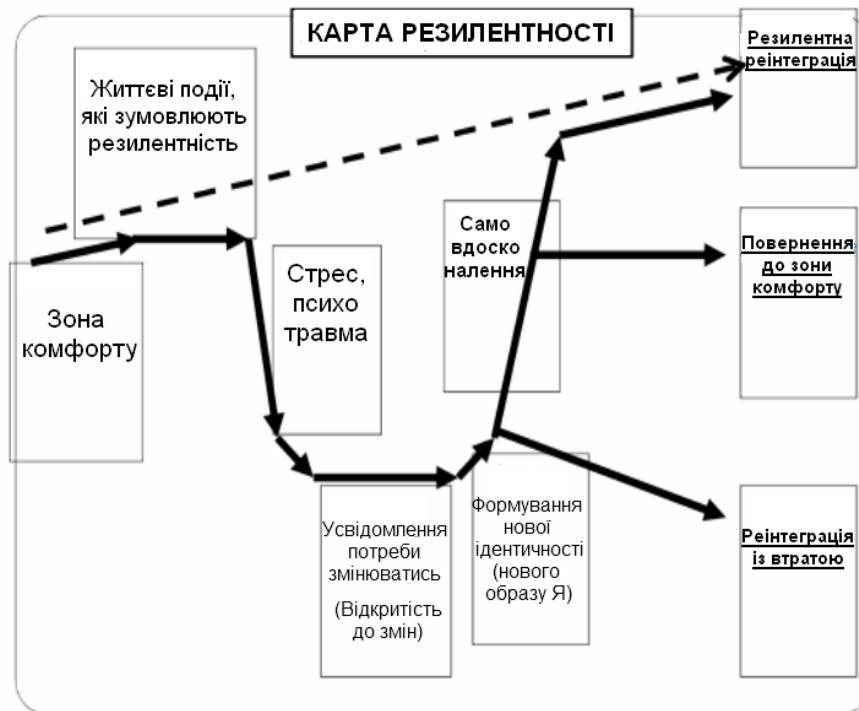 КАРТА РЕЗИЛЕНТНОСТІ
Життєві події,
які зумовлюють
резилентність
Резилентна
реінтеграція
Зона
комфорту
Стрес,
психо
травма
Само
вдоско
налення
Повернення
до зони
комфорту
Усвідомлення
потреби
змінюватись
(Відкритість
до змін)
Формування
нової
ідентичності
(нового
образу Я)
Реінтеграція
із втратою